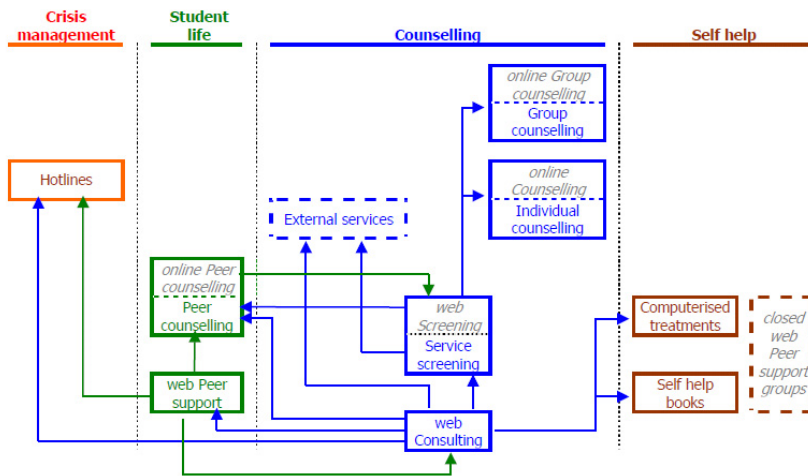 Crisis
management
Student
life
Counselling
Self help
online Group
counselling
Group
counselling
Hotlines
online
Counselling
Individual
counselling
External services
online Peer
counselling
Peer
counselling
web
Screening
Service
screening
Computerised
treatments
closed
web
Peer
support
groups
web Peer
support
Self help
books
web
Consulting